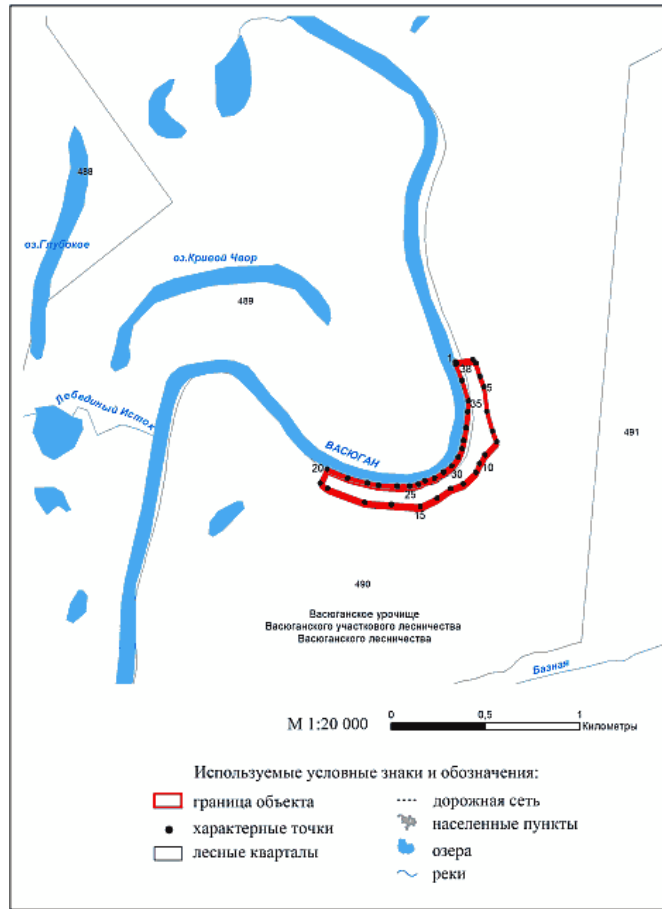 488
оз.Глубокое
оз.Кривой Чвор
489
1
38
5
35
Лебединый Исток
491
ВАСЮГАН
20
30
10
25
15
490
Васюганское урочище
Васюганского участкового лесничества
Васюганского лесничества
Базная
М 1:20 000
0 0,5 1
Километры
Используемые условные знаки и обозначения:
граница объекта
характерные точки
лесные кварталы
дорожная сеть
населенные пункты
озера
реки